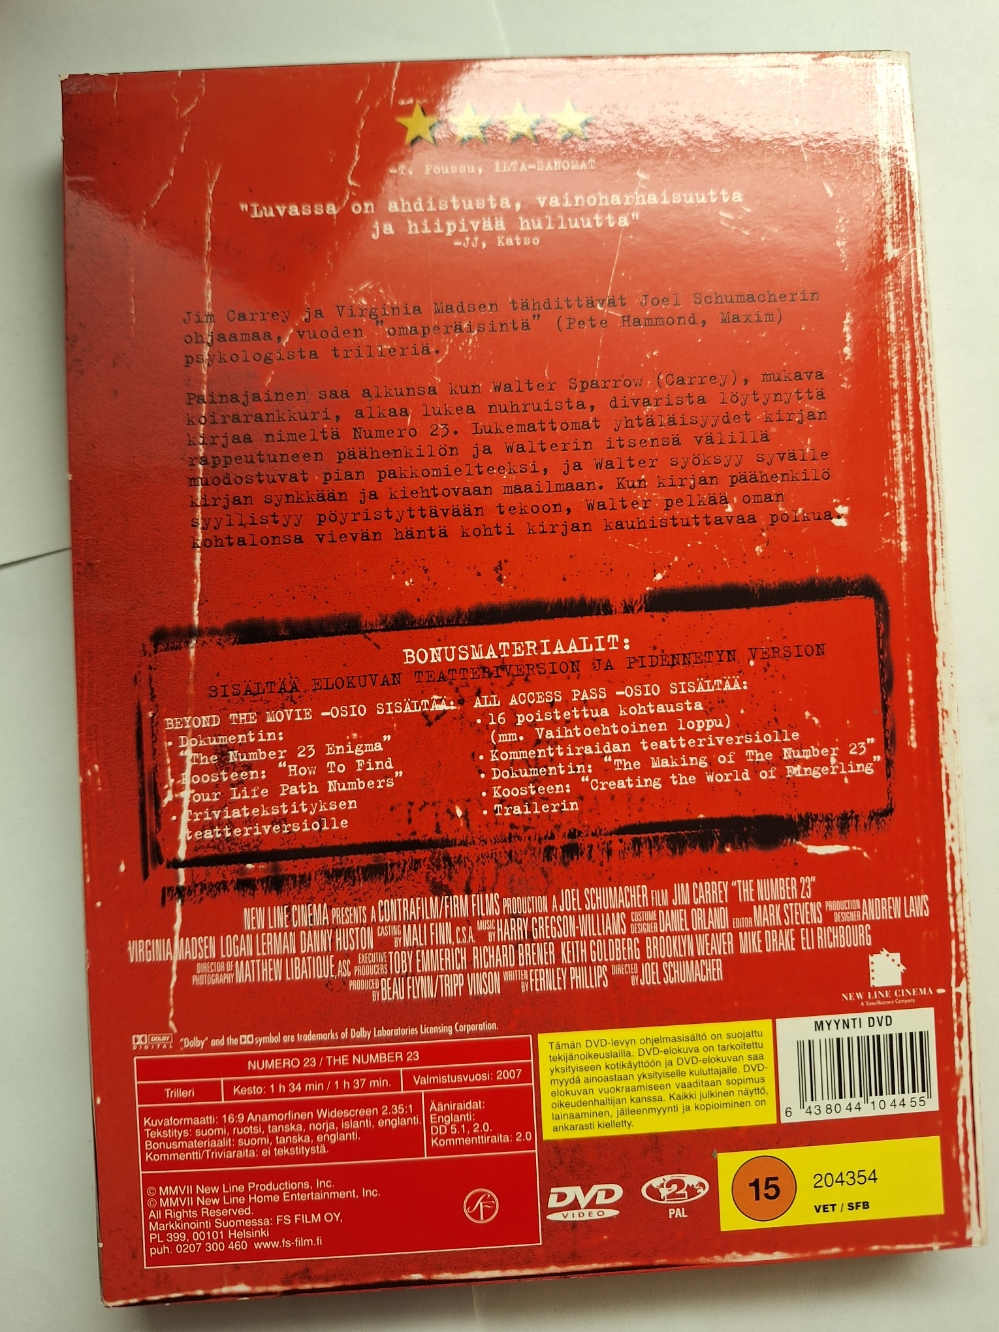 -T. Poussu, ILTA-SANOMAT
"Luvassa on ahdistusta, vainoharhaisuutta
ja hiipivää hulluutta"
-JJ, Katso
Jim Carrey ja Virginia Madsen tähdittävät Joel Schumacherin
ohjaamaa, vuoden "omaperäisintä" (Pete Hammond, Maxim)
psykologista trilleriä.
Painajainen saa alkunsa kun Walter Sparrow (Carrey), mukava
koirarankkuri, alkaa lukea nuhruista, divarista löytynyttä
kirjaa nimeltä Numero 23. Lukemattomat yhtäläisyydet kirjan
rappeutuneen päähenkilön ja Walterin itsensä välillä
muodostuvat pian pakkomielteeksi, ja Walter syöksyy syvälle
kirjan synkkään ja kiehtovaan maailmaan. Kun kirjan päähenkilö
syyllistyy pöyristyttävään tekoon, Walter pelkää oman
kohtalonsa vievän häntä kohti kirjan kauhistuttavaa polkua.
BONUSMATERIAALIT:
SISÄLTÄÄ ELOKUVAN TEATTERIVERSION JA PIDENNETYN VERSION
BEYOND THE MOVIE -OSIO SISÄLTÄÄ:
• Dokumentin:
"The Number 23 Enigma"
• Koosteen: "How To Find
Your Life Path Numbers"
• Triviatekstityksen
teatteriversiolle
ALL ACCESS PASS -OSIO SISÄLTÄÄ:
• 16 poistettua kohtausta
(mm. Vaihtoehtoinen loppu)
• Kommenttiraidan teatteriversiolle
• Dokumentin: "The Making of The Number 23"
• Koosteen: "Creating the World of Fingerling"
• Trailerin
NEW LINE CINEMA PRESENTS A CONTRAFILM/FIRM FILMS PRODUCTION A JOEL SCHUMACHER FILM JIM CARREY "THE NUMBER 23"
VIRGINIA MADSEN LOGAN LERMAN DANNY HUSTON CASTING BY MALI FINN, C.S.A. MUSIC BY HARRY GREGSON-WILLIAMS COSTUME DESIGNER DANIEL ORLANDI EDITOR MARK STEVENS PRODUCTION DESIGNER ANDREW LAWS
DIRECTOR OF PHOTOGRAPHY MATTHEW LIBATIQUE, ASC EXECUTIVE PRODUCERS TOBY EMMERICH RICHARD BRENER KEITH GOLDBERG BROOKLYN WEAVER MIKE DRAKE ELI RICHBOURG
PRODUCED BY BEAU FLYNN/TRIPP VINSON WRITTEN BY FERNLEY PHILLIPS DIRECTED BY JOEL SCHUMACHER
NEW LINE CINEMA
A TimeWarner Company
DOLBY
DIGITAL
"Dolby" and the DD symbol are trademarks of Dolby Laboratories Licensing Corporation.
NUMERO 23 / THE NUMBER 23
Trilleri
Kesto: 1 h 34 min / 1 h 37 min.
Valmistusvuosi: 2007
Kuvaformaatti: 16:9 Anamorfinen Widescreen 2.35:1
Tekstitys: suomi, ruotsi, tanska, norja, islanti, englanti.
Bonusmateriaalit: suomi, tanska, englanti.
Kommentti/Triviaraita: ei tekstitystä.
Ääniraidat:
Englanti:
DD 5.1, 2.0.
Kommenttiraita: 2.0
© MMVII New Line Productions, Inc.
© MMVII New Line Home Entertainment, Inc.
All Rights Reserved.
Markkinointi Suomessa: FS FILM OY,
PL 399, 00101 Helsinki
puh. 0207 300 460 www.fs-film.fi
Tämän DVD-levyn ohjelmasisältö on suojattu
tekijänoikeuslailla. DVD-elokuva on tarkoitettu
yksityiseen kotikäyttöön ja DVD-elokuvan saa
myydä ainoastaan yksityiselle kuluttajalle. DVD-
elokuvan vuokraamiseen vaaditaan sopimus
oikeudenhaltijan kanssa. Kaikki julkinen näyttö,
lainaaminen, jälleenmyynti ja kopioiminen on
ankarasti kielletty.
MYYNTI DVD
6 438044 104455
DVD
VIDEO
2
PAL
15
204354
VET / SFB